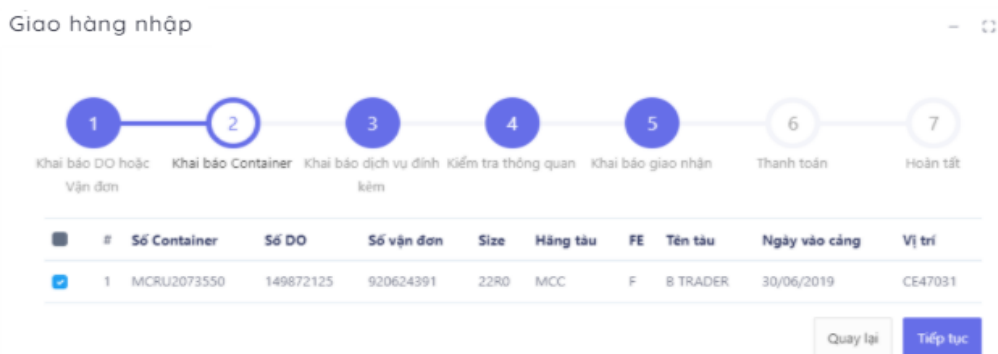 Giao hàng nhập
1 2 3 4 5 6 7
Khai báo DO hoặc Vận đơn
Khai báo Container
Khai báo dịch vụ đính kèm
Kiểm tra thông quan
Khai báo giao nhận
Thanh toán
Hoàn tất
# Số Container Số DO Số vận đơn Size Hãng tàu FE Tên tàu Ngày vào cảng Vị trí
1 MCRU2073550 149872125 920624391 22R0 MCC F B TRADER 30/06/2019 CE47031
Quay lại Tiếp tục